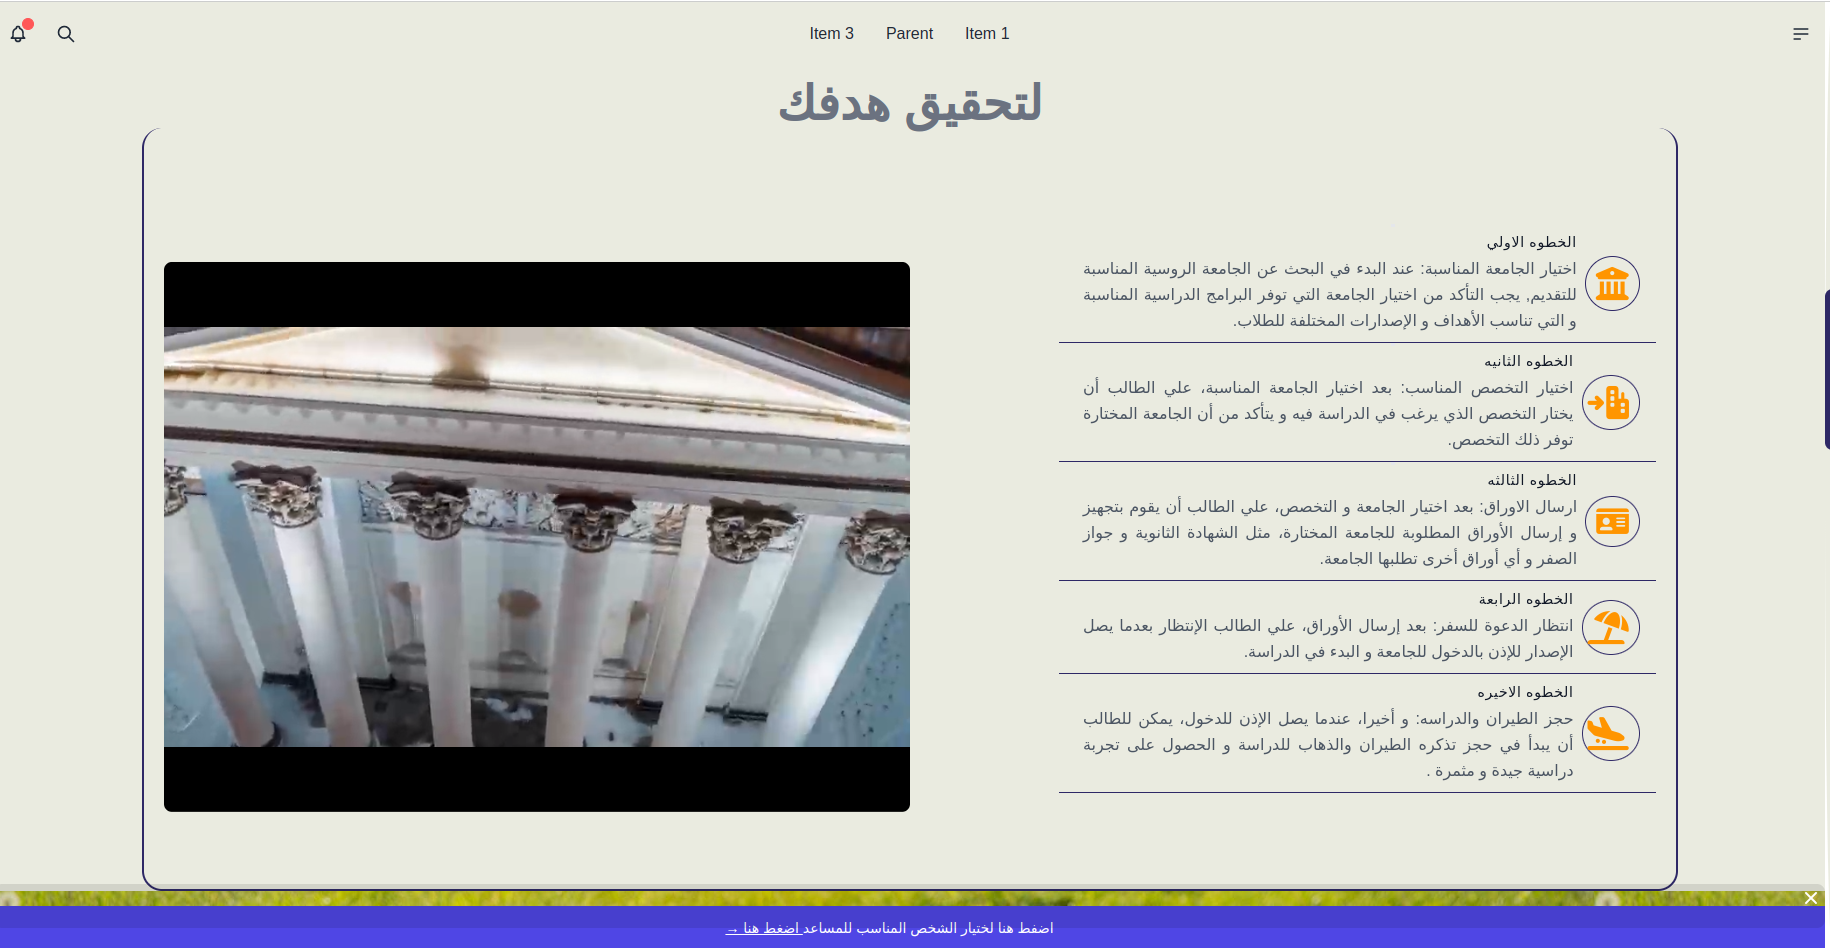 Item 1
Parent
Item 3
لتحقيق هدفك
الخطوه الاولي
اختيار الجامعة المناسبة: عند البدء في البحث عن الجامعة الروسية المناسبة
للتقديم, يجب التأكد من اختيار الجامعة التي توفر البرامج الدراسية المناسبة
و التي تناسب الأهداف و الإصدارات المختلفة للطلاب.
الخطوه الثانيه
اختيار التخصص المناسب: بعد اختيار الجامعة المناسبة، علي الطالب أن
يختار التخصص الذي يرغب في الدراسة فيه و يتأكد من أن الجامعة المختارة
توفر ذلك التخصص.
الخطوه الثالثه
ارسال الاوراق: بعد اختيار الجامعة و التخصص، علي الطالب أن يقوم بتجهيز
و إرسال الأوراق المطلوبة للجامعة المختارة، مثل الشهادة الثانوية و جواز
الصفر و أي أوراق أخرى تطلبها الجامعة.
الخطوه الرابعة
انتظار الدعوة للسفر: بعد إرسال الأوراق، علي الطالب الإنتظار بعدما يصل
الإصدار للإذن بالدخول للجامعة و البدء في الدراسة.
الخطوه الاخيره
حجز الطيران والدراسه: و أخيرا، عندما يصل الإذن للدخول، يمكن للطالب
أن يبدأ في حجز تذكره الطيران والذهاب للدراسة و الحصول على تجربة
دراسية جيدة و مثمرة .
اضفط هنا لختيار الشخص المناسب للمساعد اضغط هنا →